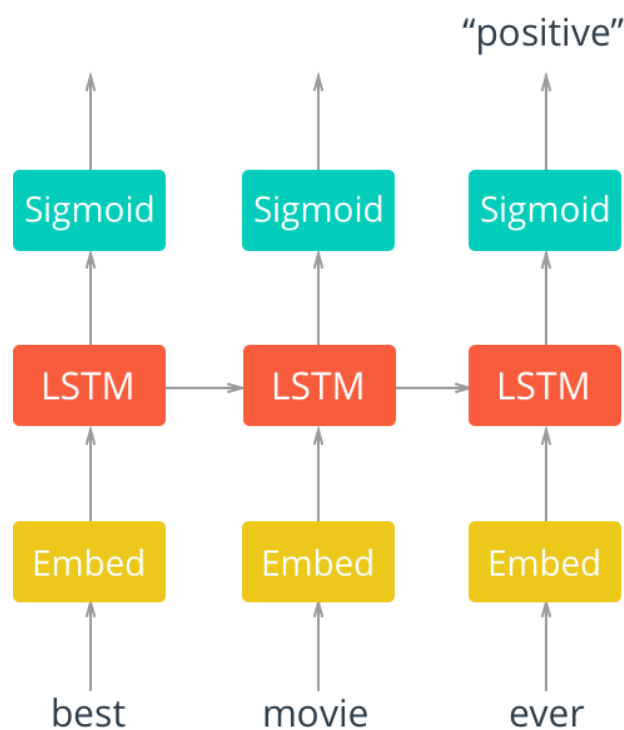 “positive”
Sigmoid Sigmoid Sigmoid
LSTM LSTM LSTM
Embed Embed Embed
best movie ever